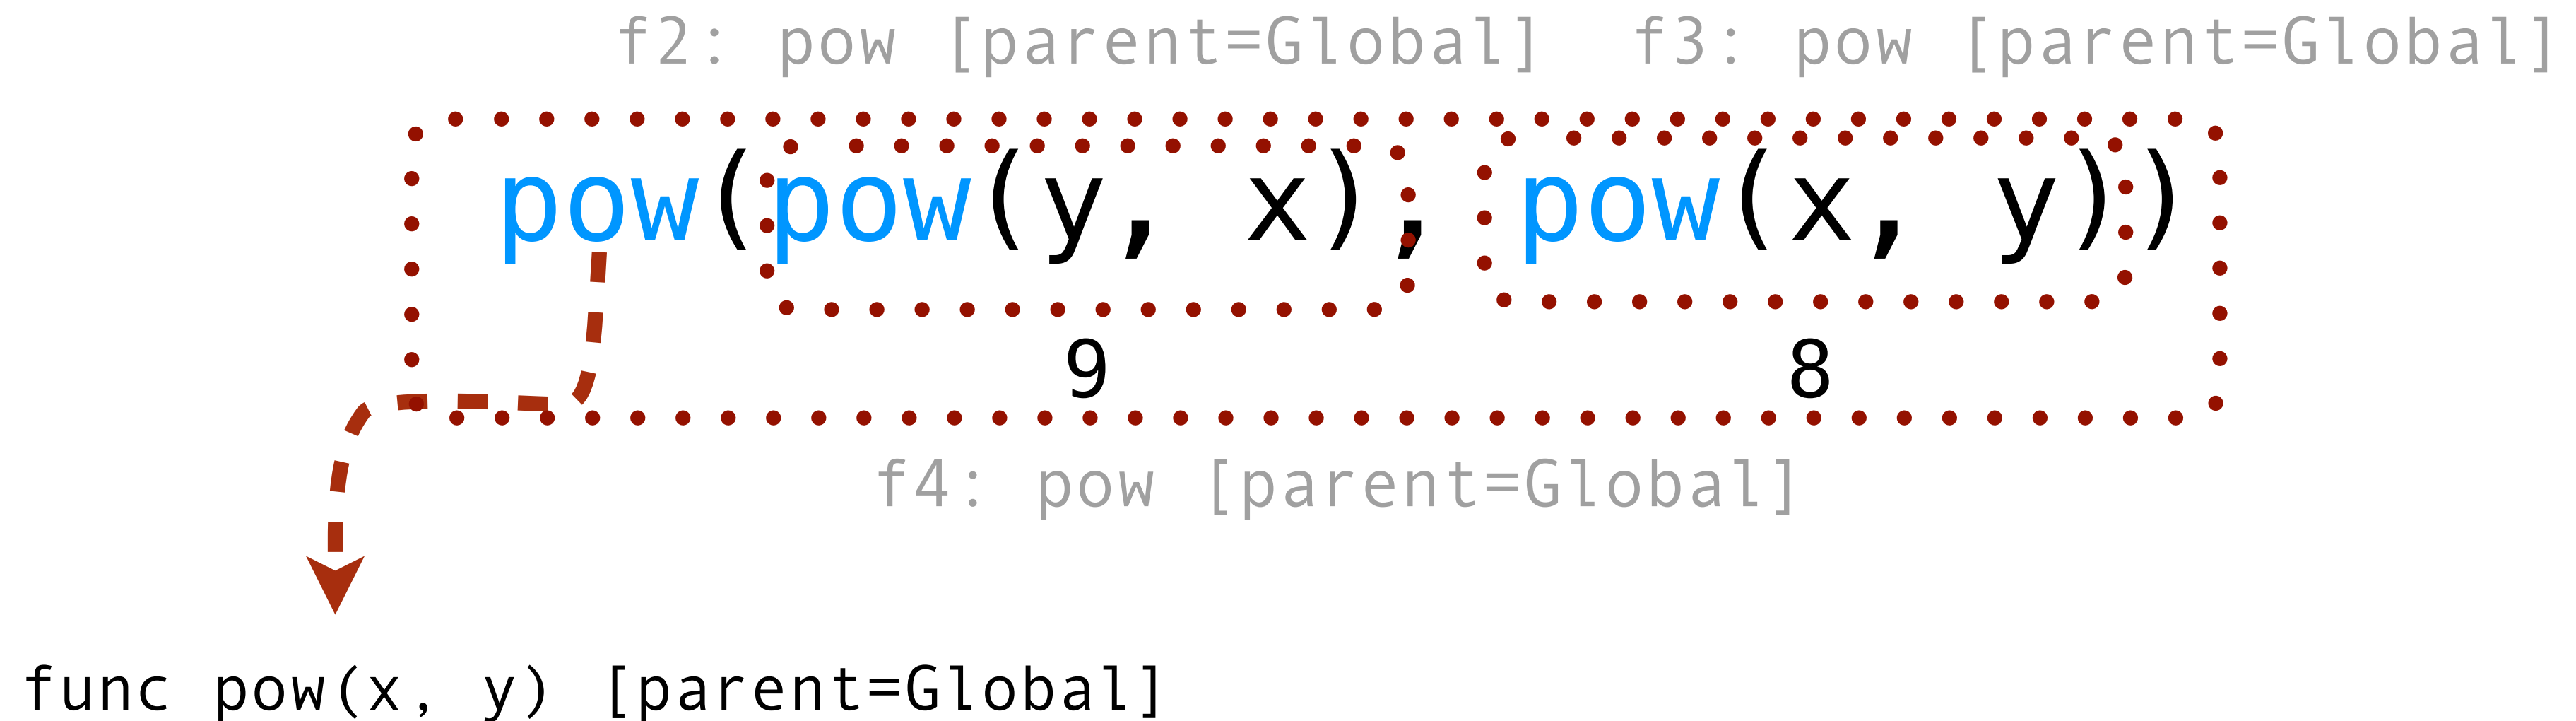 f2: pow [parent=Global] f3: pow [parent=Global]
pow(pow(y, x), pow(x, y))
9 8
f4: pow [parent=Global]
func pow(x, y) [parent=Global]